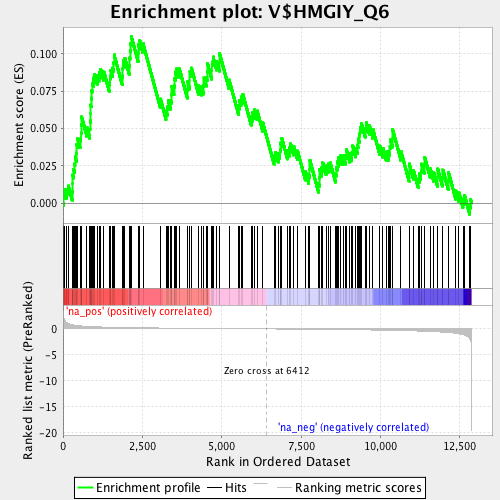 Enrichment plot: V$HMGIY_Q6
Enrichment score (ES)
0.100
0.075
0.050
0.025
0.000
'na_pos' (positively correlated)
Ranked list metric (PreRanked)
0
-5
-10
-15
-20
Zero cross at 6412
'na_neg' (negatively correlated)
0
2,500
5,000
7,500
10,000
12,500
Rank in Ordered Dataset
Enrichment profile
Hits
Ranking metric scores